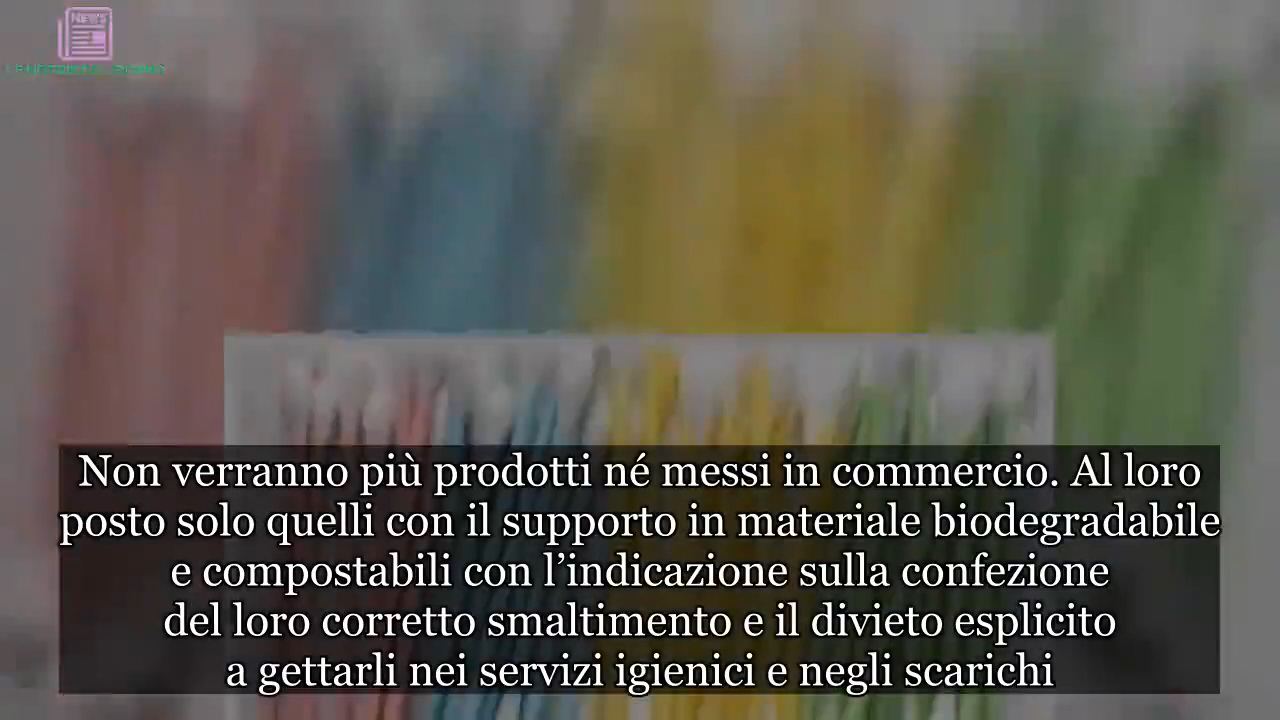 NEWS
Non verranno più prodotti né messi in commercio. Al loro
posto solo quelli con il supporto in materiale biodegradabile
e compostabili con l’indicazione sulla confezione
del loro corretto smaltimento e il divieto esplicito
a gettarli nei servizi igienici e negli scarichi